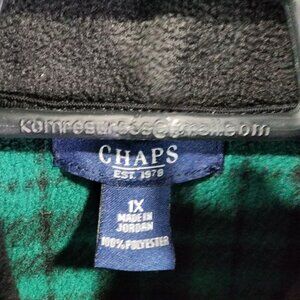 CHAPS
EST. 1978
1X
MADE IN
JORDAN
100% POLYESTER